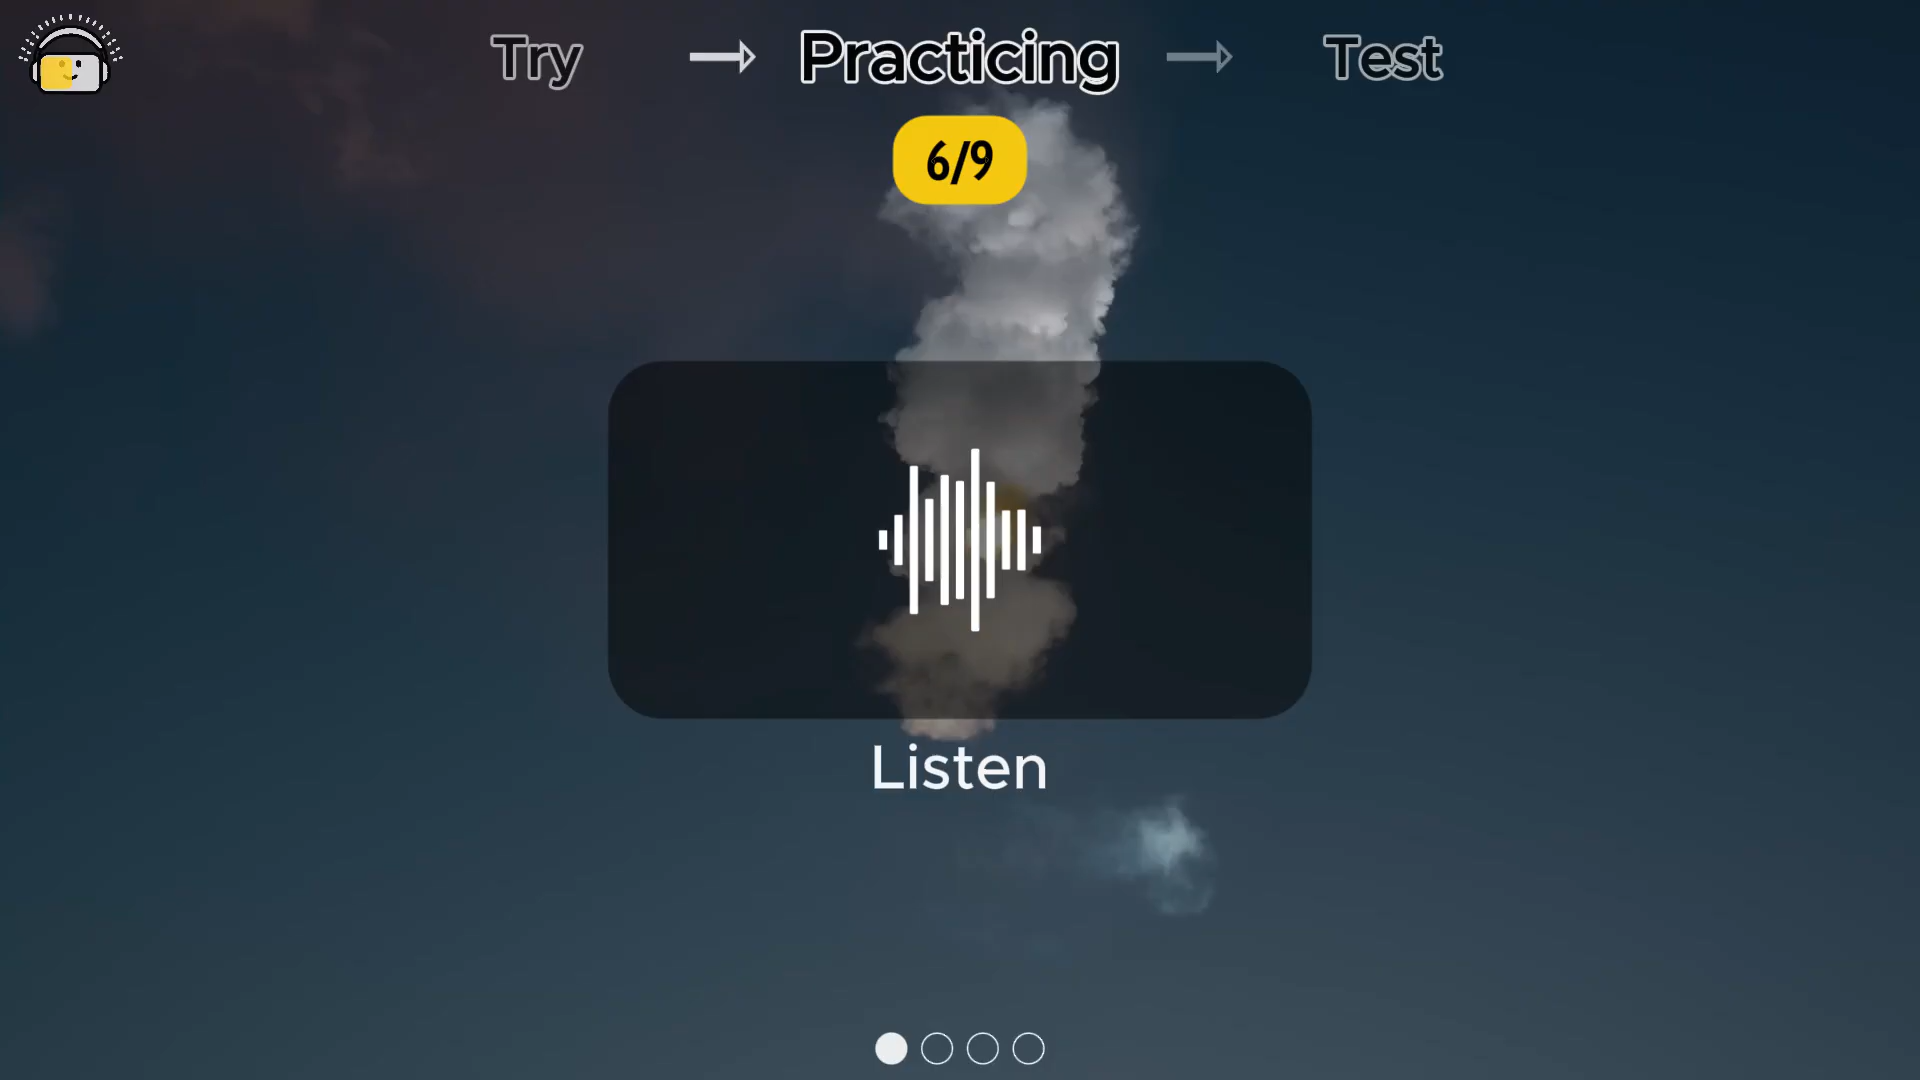 Try → Practicing → Test
6/9
Listen